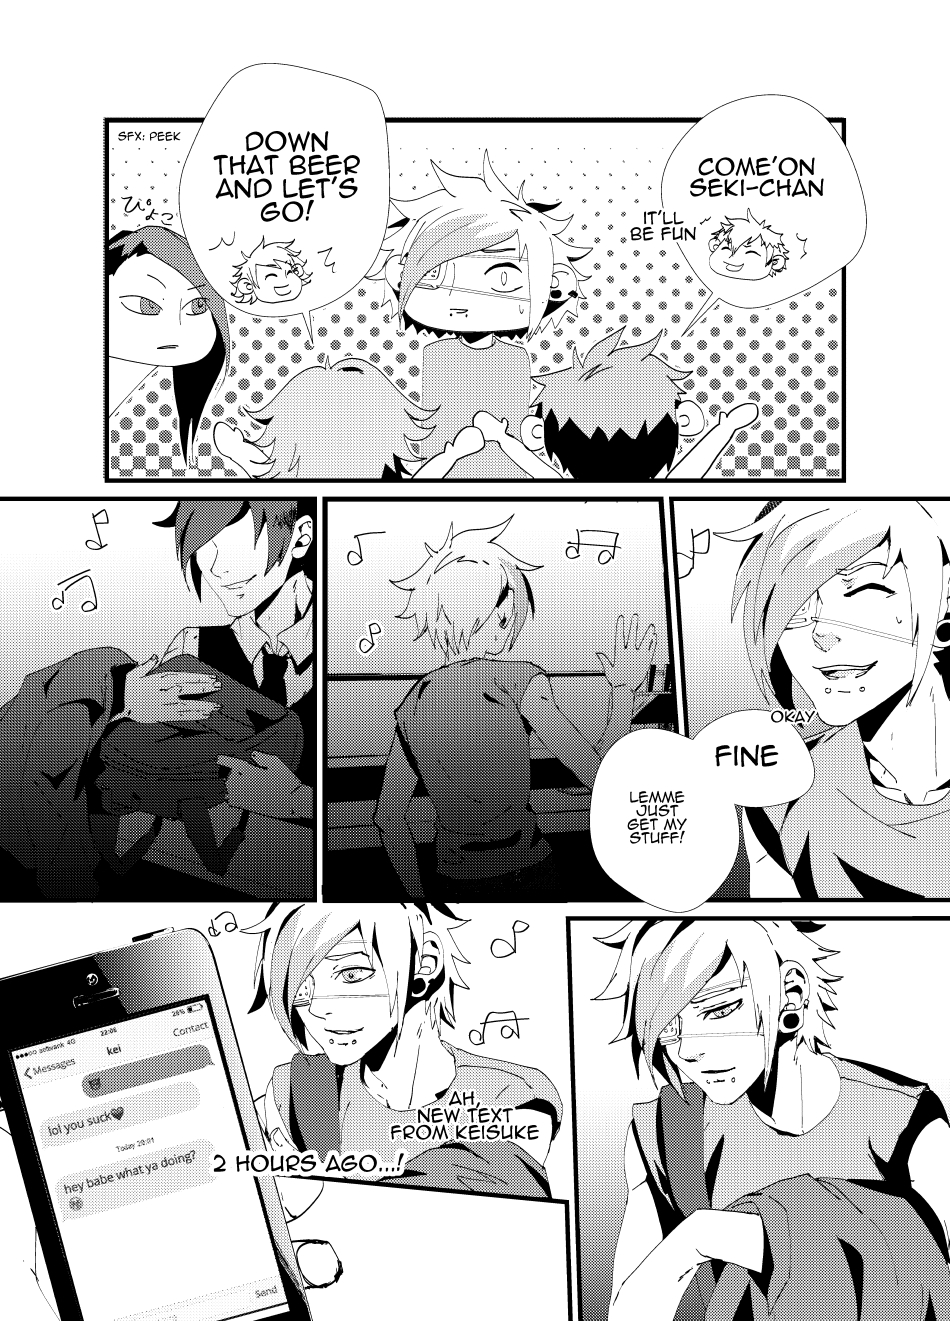 SFX: PEEK
ぴょこ
DOWN
THAT BEER
AND LET'S
GO!
COME'ON
SEKI-CHAN
IT'LL
BE FUN
OKAY
FINE
LEMME
JUST
GET MY
STUFF!
softbank 4G
22:06
26%
Messages
kei
Contact
lol you suck🖤
Today 20:01
hey babe what ya doing?
Send
AH,
NEW TEXT
FROM KEISUKE
2 HOURS AGO...!